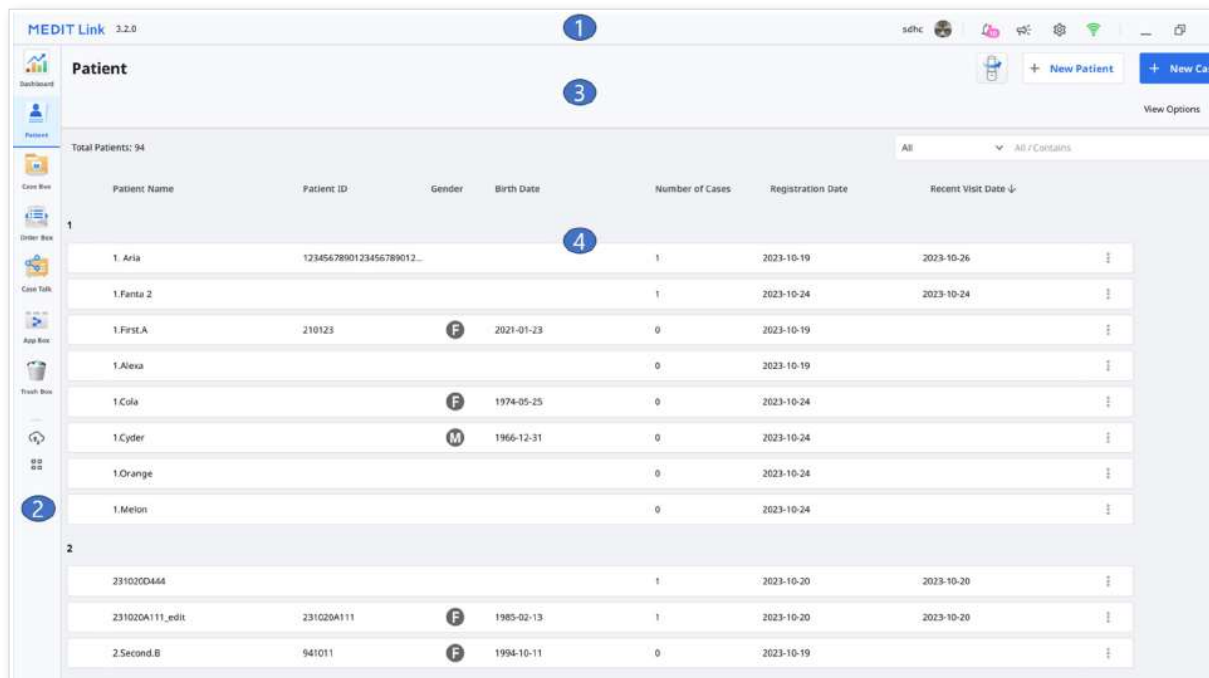 MEDIT Link 3.2.0 1 sdhc
Dashboard
Patient 3 + New Patient + New Ca
View Options
Patient
Total Patients: 94 All All / Contains
Case Box
Patient Name Patient ID Gender Birth Date Number of Cases Registration Date Recent Visit Date ↓
Order Box
1 4
1. Aria 1234567890123456789012... 1 2023-10-19 2023-10-26
Case Talk
1.Fanta 2 1 2023-10-24 2023-10-24
1.First.A 210123 F 2021-01-23 0 2023-10-19
App Box
1.Alexa 0 2023-10-19
Trash Box
1.Cola F 1974-05-25 0 2023-10-24
1.Cyder M 1966-12-31 0 2023-10-24
1.Orange 0 2023-10-24
2
1.Melon 0 2023-10-24
2
231020D444 1 2023-10-20 2023-10-20
231020A111_edit 231020A111 F 1985-02-13 1 2023-10-20 2023-10-20
2.Second.B 941011 F 1994-10-11 0 2023-10-19